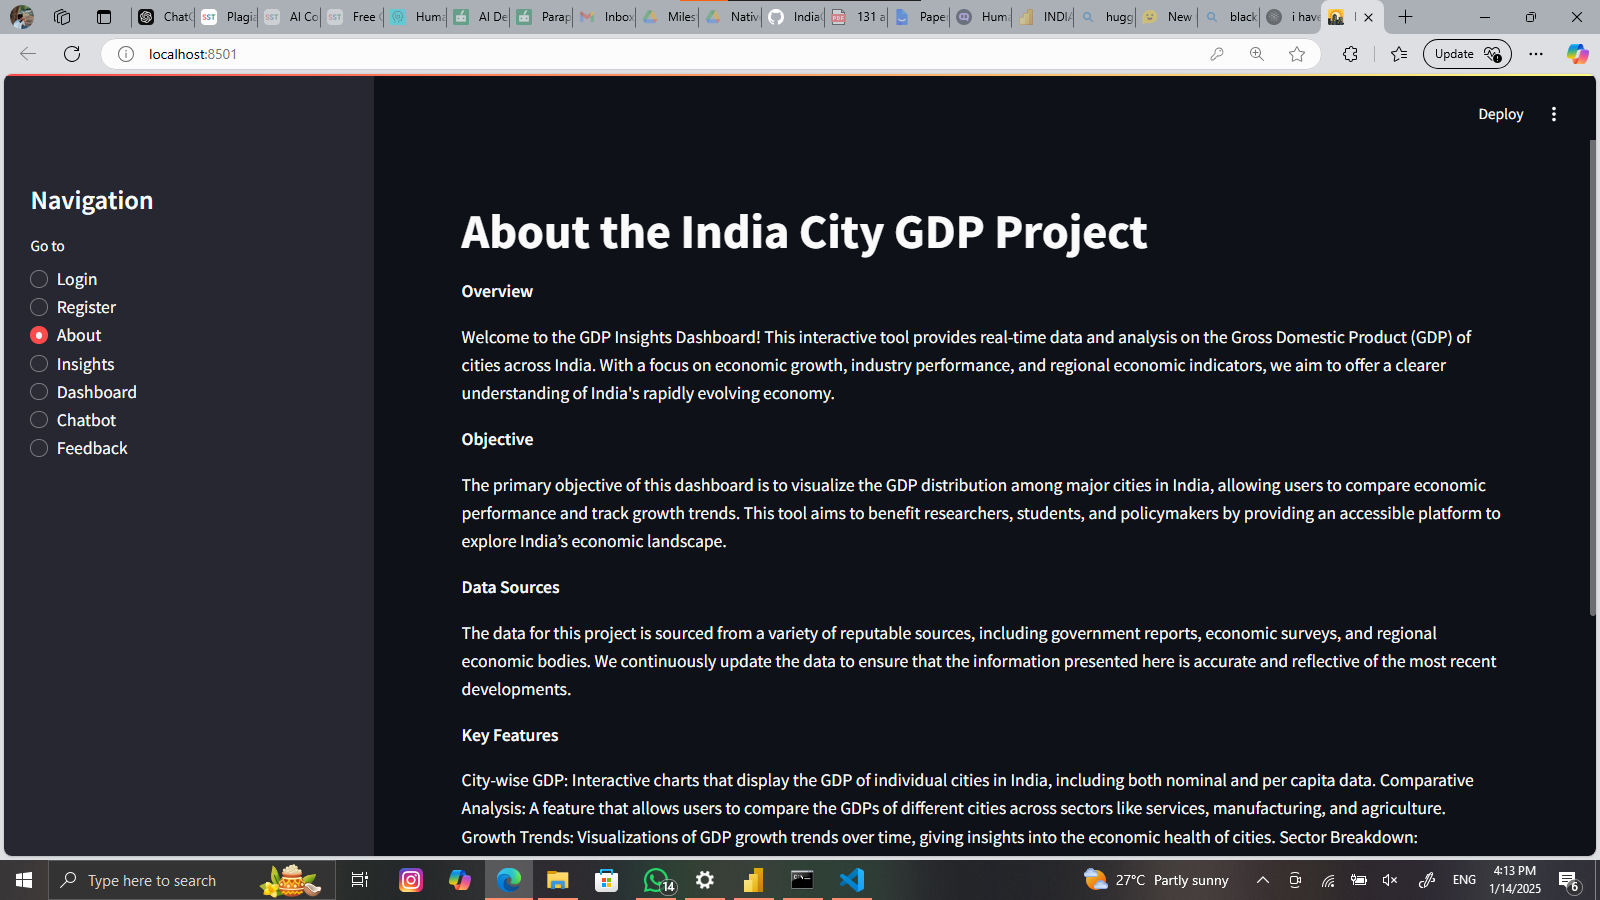 ChatG
SST Plagia
SST AI Co
SST Free C
Huma
AI De
Parap
Inbox
Miles
Nativ
India
131 a
Pape
Huma
INDIA
hugg
New
black
i have
localhost:8501
Update
Deploy
Navigation
Go to
Login
Register
About
Insights
Dashboard
Chatbot
Feedback
About the India City GDP Project
Overview
Welcome to the GDP Insights Dashboard! This interactive tool provides real-time data and analysis on the Gross Domestic Product (GDP) of
cities across India. With a focus on economic growth, industry performance, and regional economic indicators, we aim to offer a clearer
understanding of India's rapidly evolving economy.
Objective
The primary objective of this dashboard is to visualize the GDP distribution among major cities in India, allowing users to compare economic
performance and track growth trends. This tool aims to benefit researchers, students, and policymakers by providing an accessible platform to
explore India’s economic landscape.
Data Sources
The data for this project is sourced from a variety of reputable sources, including government reports, economic surveys, and regional
economic bodies. We continuously update the data to ensure that the information presented here is accurate and reflective of the most recent
developments.
Key Features
City-wise GDP: Interactive charts that display the GDP of individual cities in India, including both nominal and per capita data. Comparative
Analysis: A feature that allows users to compare the GDPs of different cities across sectors like services, manufacturing, and agriculture.
Growth Trends: Visualizations of GDP growth trends over time, giving insights into the economic health of cities. Sector Breakdown:
Type here to search
14
27°C Partly sunny
ENG
4:13 PM
1/14/2025
6